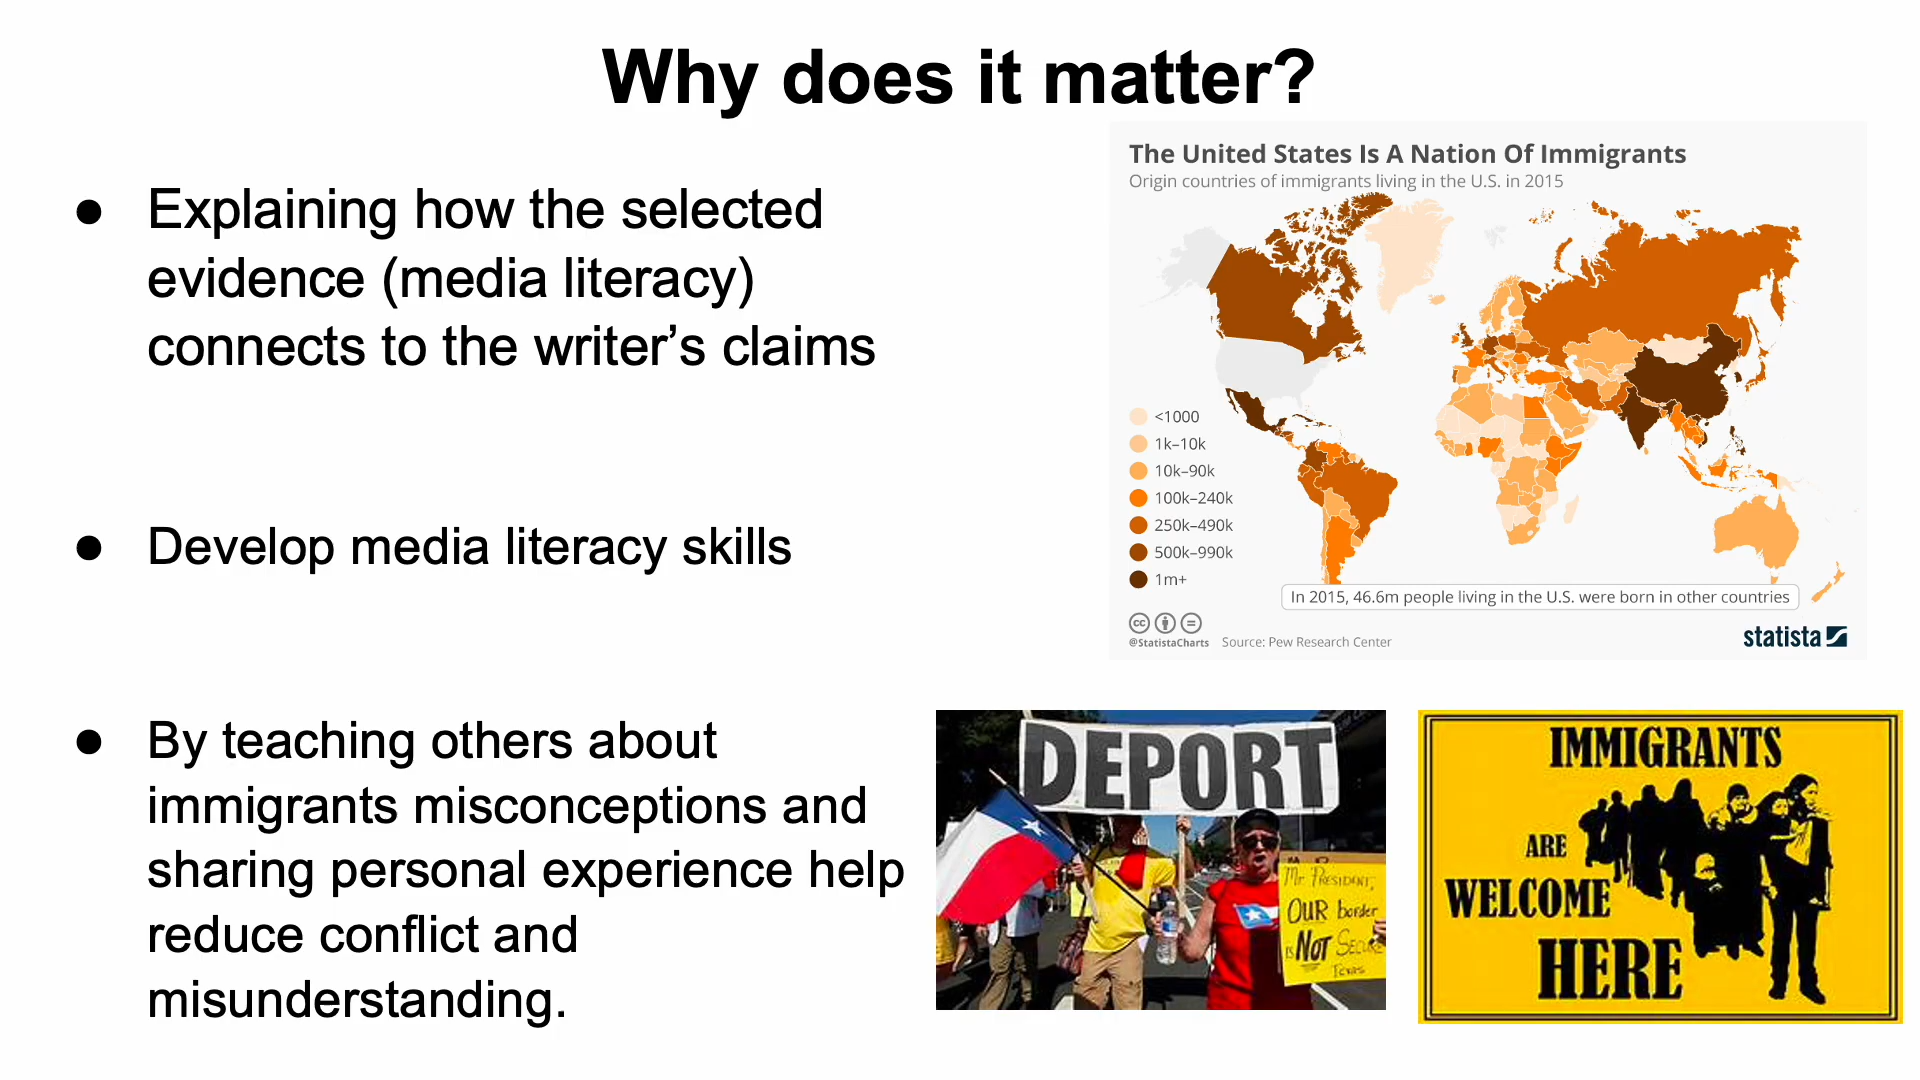 Why does it matter?
● Explaining how the selected
evidence (media literacy)
connects to the writer’s claims
● Develop media literacy skills
● By teaching others about
immigrants misconceptions and
sharing personal experience help
reduce conflict and
misunderstanding.
The United States Is A Nation Of Immigrants
Origin countries of immigrants living in the U.S. in 2015
<1000
1k–10k
10k–90k
100k–240k
250k–490k
500k–990k
1m+
In 2015, 46.6m people living in the U.S. were born in other countries
cc
@StatistaCharts Source: Pew Research Center
statista
DEPORT
Mr. PRESIDENT,
OUR border
is NOT Secure
Texas
IMMIGRANTS
ARE
WELCOME
HERE